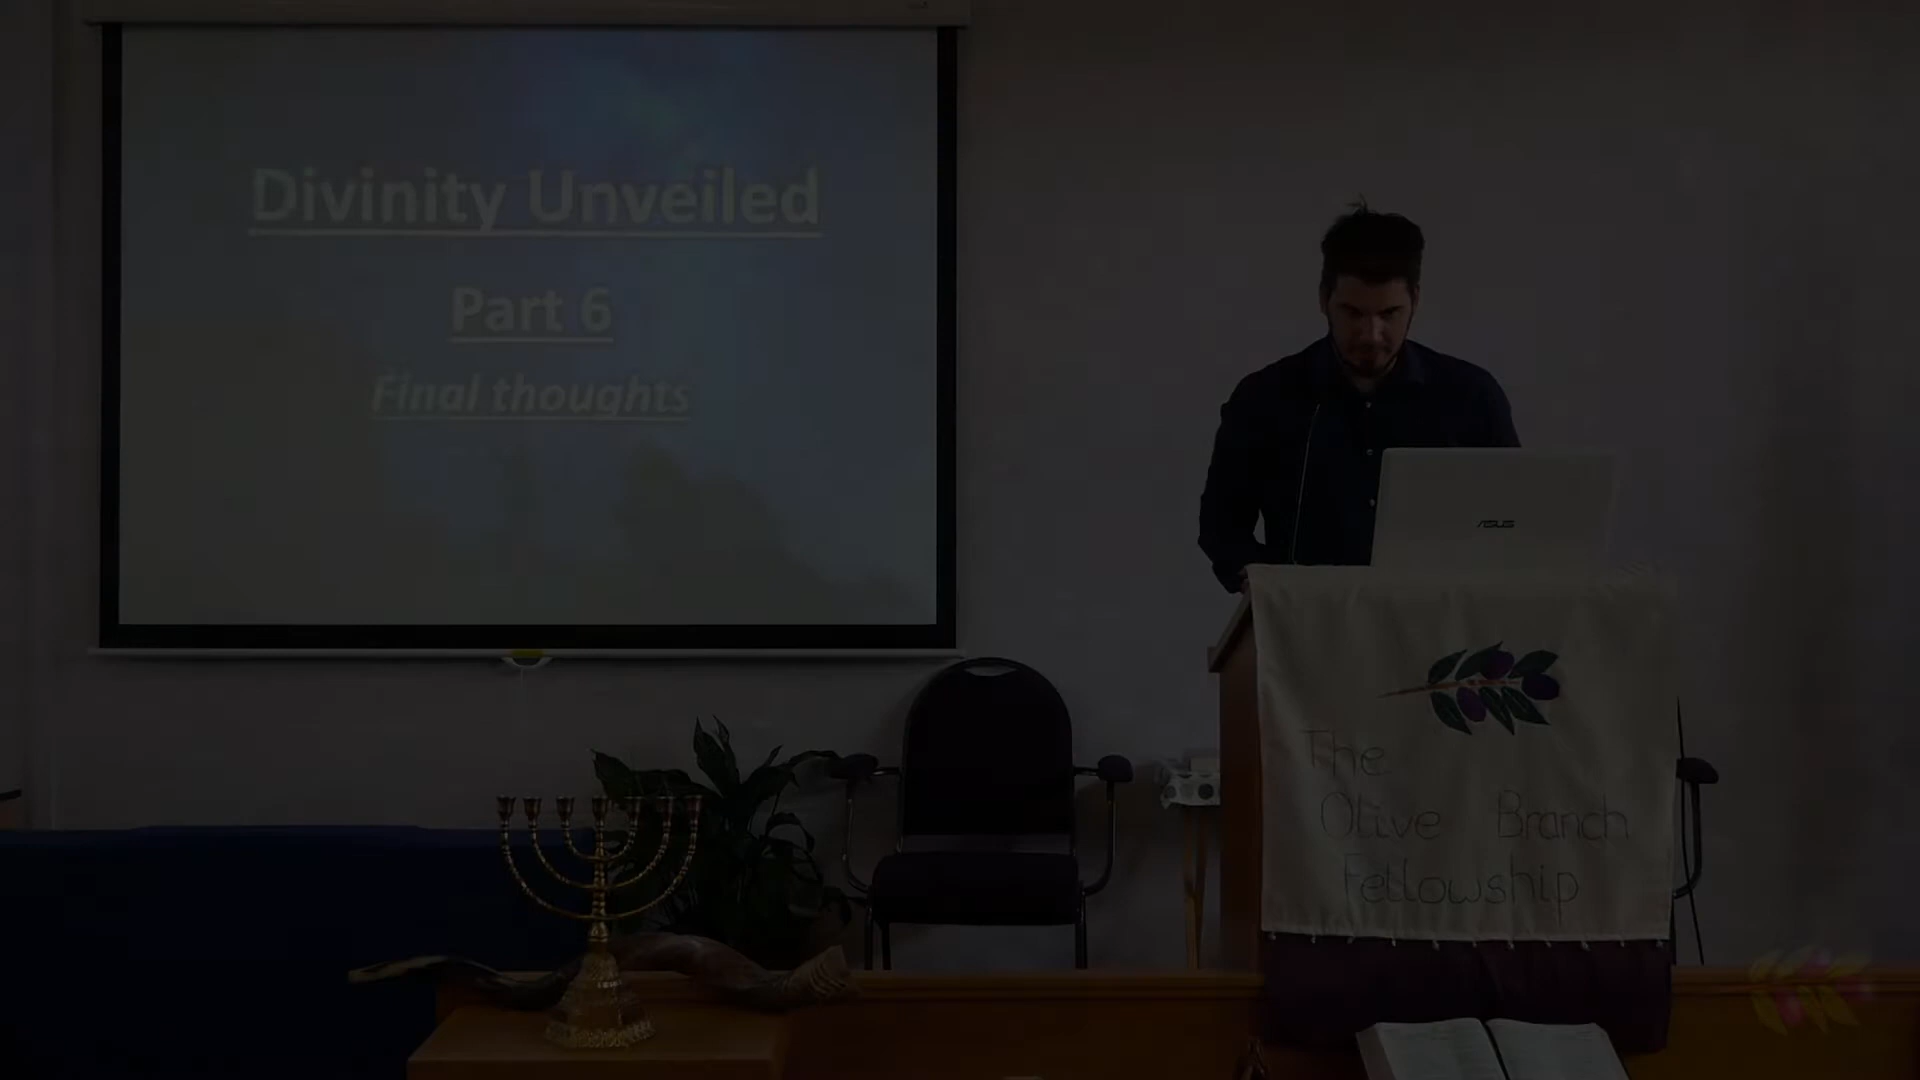 Divinity Unveiled
Part 6
Final thoughts
ASUS
The
Olive Branch
Fellowship